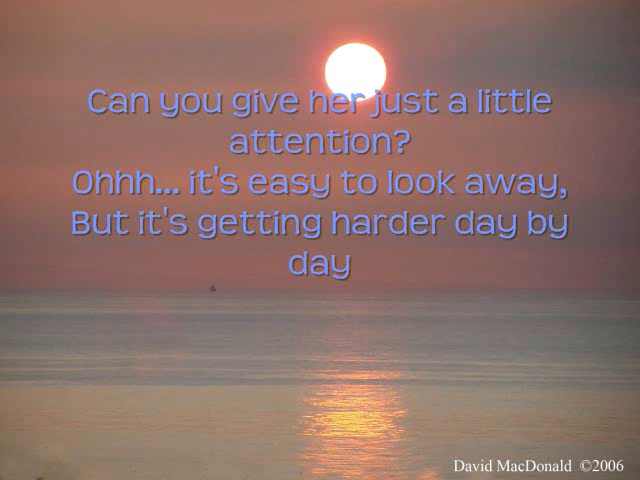 Can you give her just a little
attention?
Ohhh... it's easy to look away,
But it's getting harder day by
day
David MacDonald ©2006